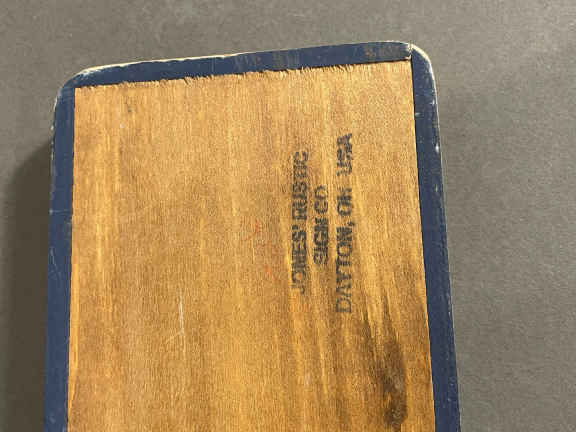 JONES' RUSTIC
SIGN CO
DAYTON, OH USA